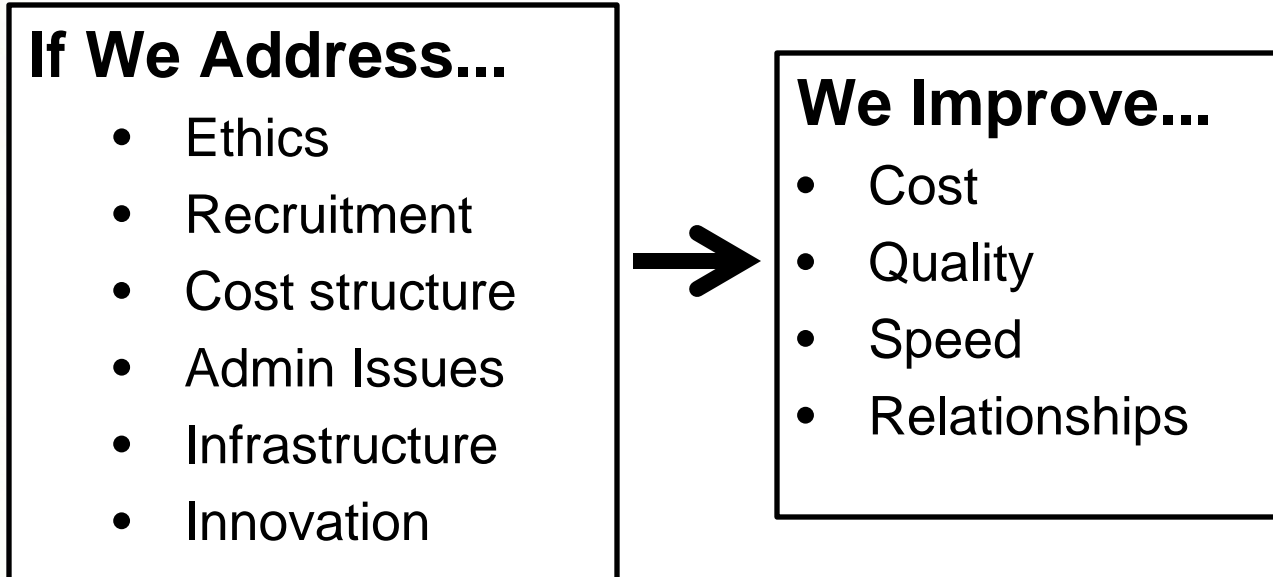 If We Address...
• Ethics
• Recruitment
• Cost structure
• Admin Issues
• Infrastructure
• Innovation
We Improve...
• Cost
• Quality
• Speed
• Relationships